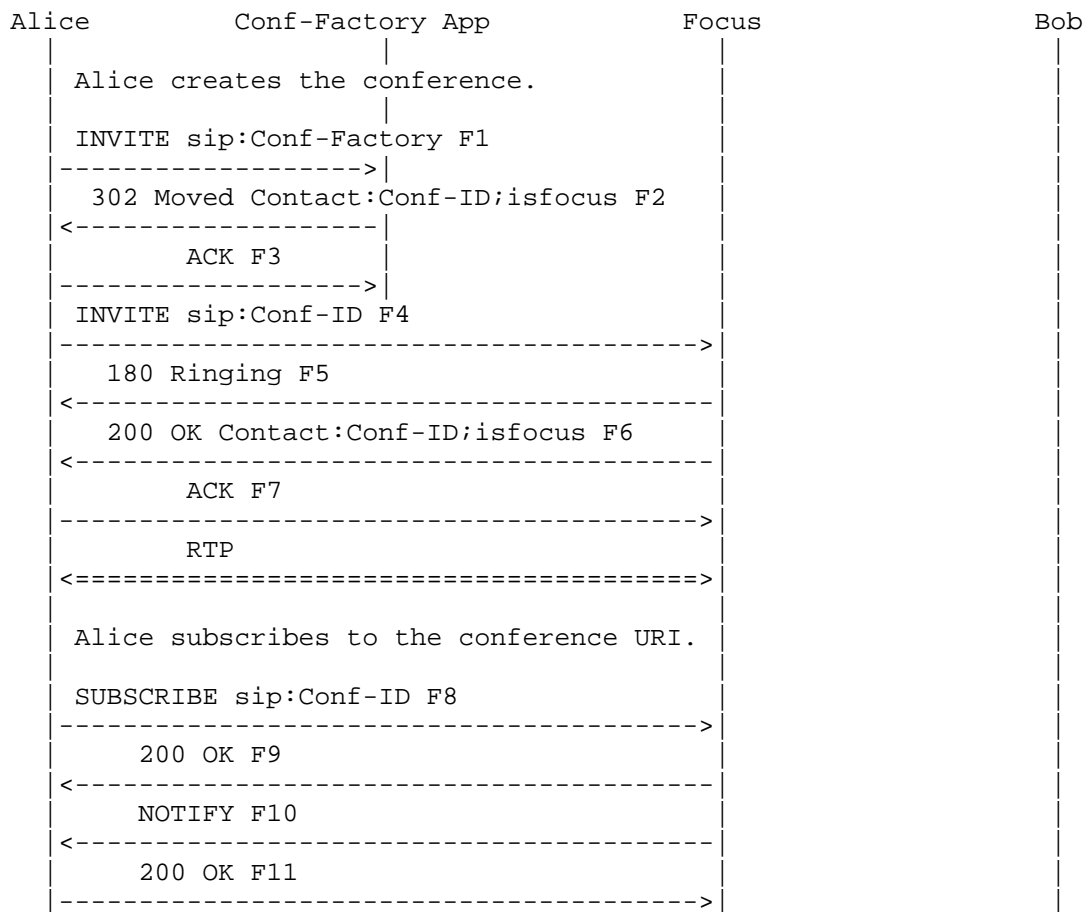 Alice Conf-Factory App Focus Bob
Alice creates the conference.
INVITE sip:Conf-Factory F1
302 Moved Contact:Conf-ID;isfocus F2
ACK F3
INVITE sip:Conf-ID F4
180 Ringing F5
200 OK Contact:Conf-ID;isfocus F6
ACK F7
RTP
Alice subscribes to the conference URI.
SUBSCRIBE sip:Conf-ID F8
200 OK F9
NOTIFY F10
200 OK F11